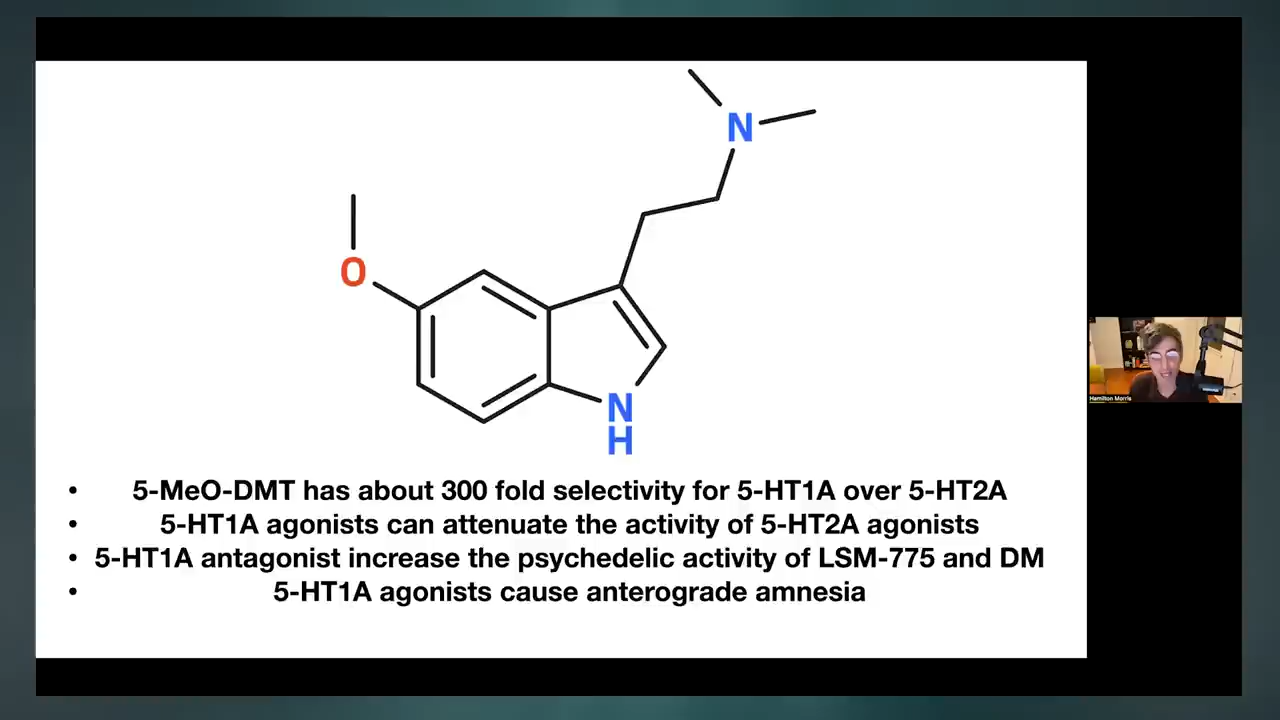 N
O
N
H
• 5-MeO-DMT has about 300 fold selectivity for 5-HT1A over 5-HT2A
• 5-HT1A agonists can attenuate the activity of 5-HT2A agonists
• 5-HT1A antagonist increase the psychedelic activity of LSM-775 and DM
• 5-HT1A agonists cause anterograde amnesia
Hamilton Morris